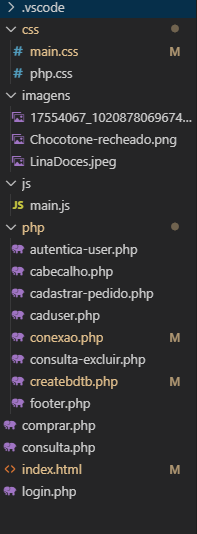 .vscode
css
# main.css M
# php.css
imagens
17554067_1020878069674...
Chocotone-recheado.png
LinaDoces.jpeg
js
JS main.js
php
autentica-user.php
cabecalho.php
cadastrar-pedido.php
caduser.php
conexao.php M
consulta-excluir.php
createbdtb.php M
footer.php
comprar.php
consulta.php
<> index.html M
login.php